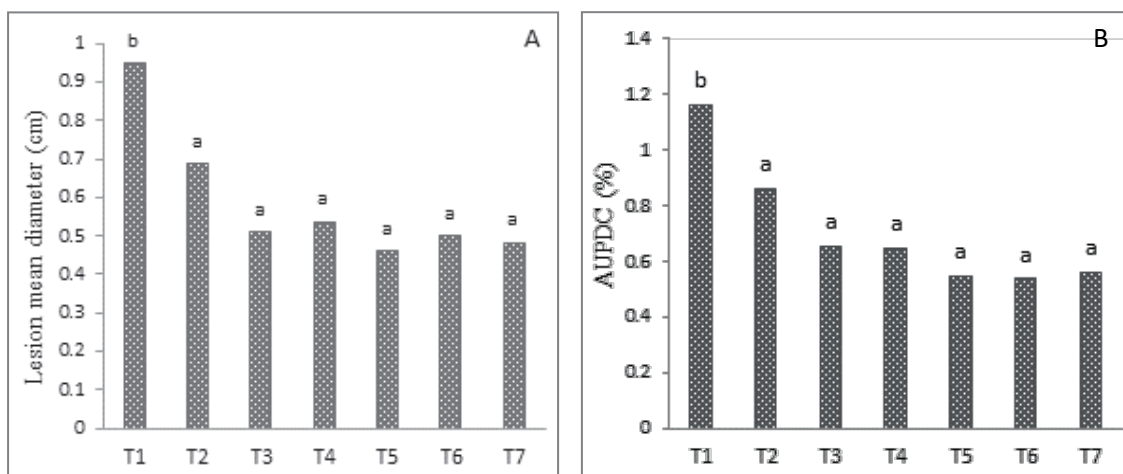 A
Lesion mean diameter (cm)
1
0.9
0.8
0.7
0.6
0.5
0.4
0.3
0.2
0.1
0
b
a
a
a
a
a
a
T1 T2 T3 T4 T5 T6 T7
B
AUPDC (%)
1.4
1.2
1
0.8
0.6
0.4
0.2
0
b
a
a
a
a
a
a
T1 T2 T3 T4 T5 T6 T7